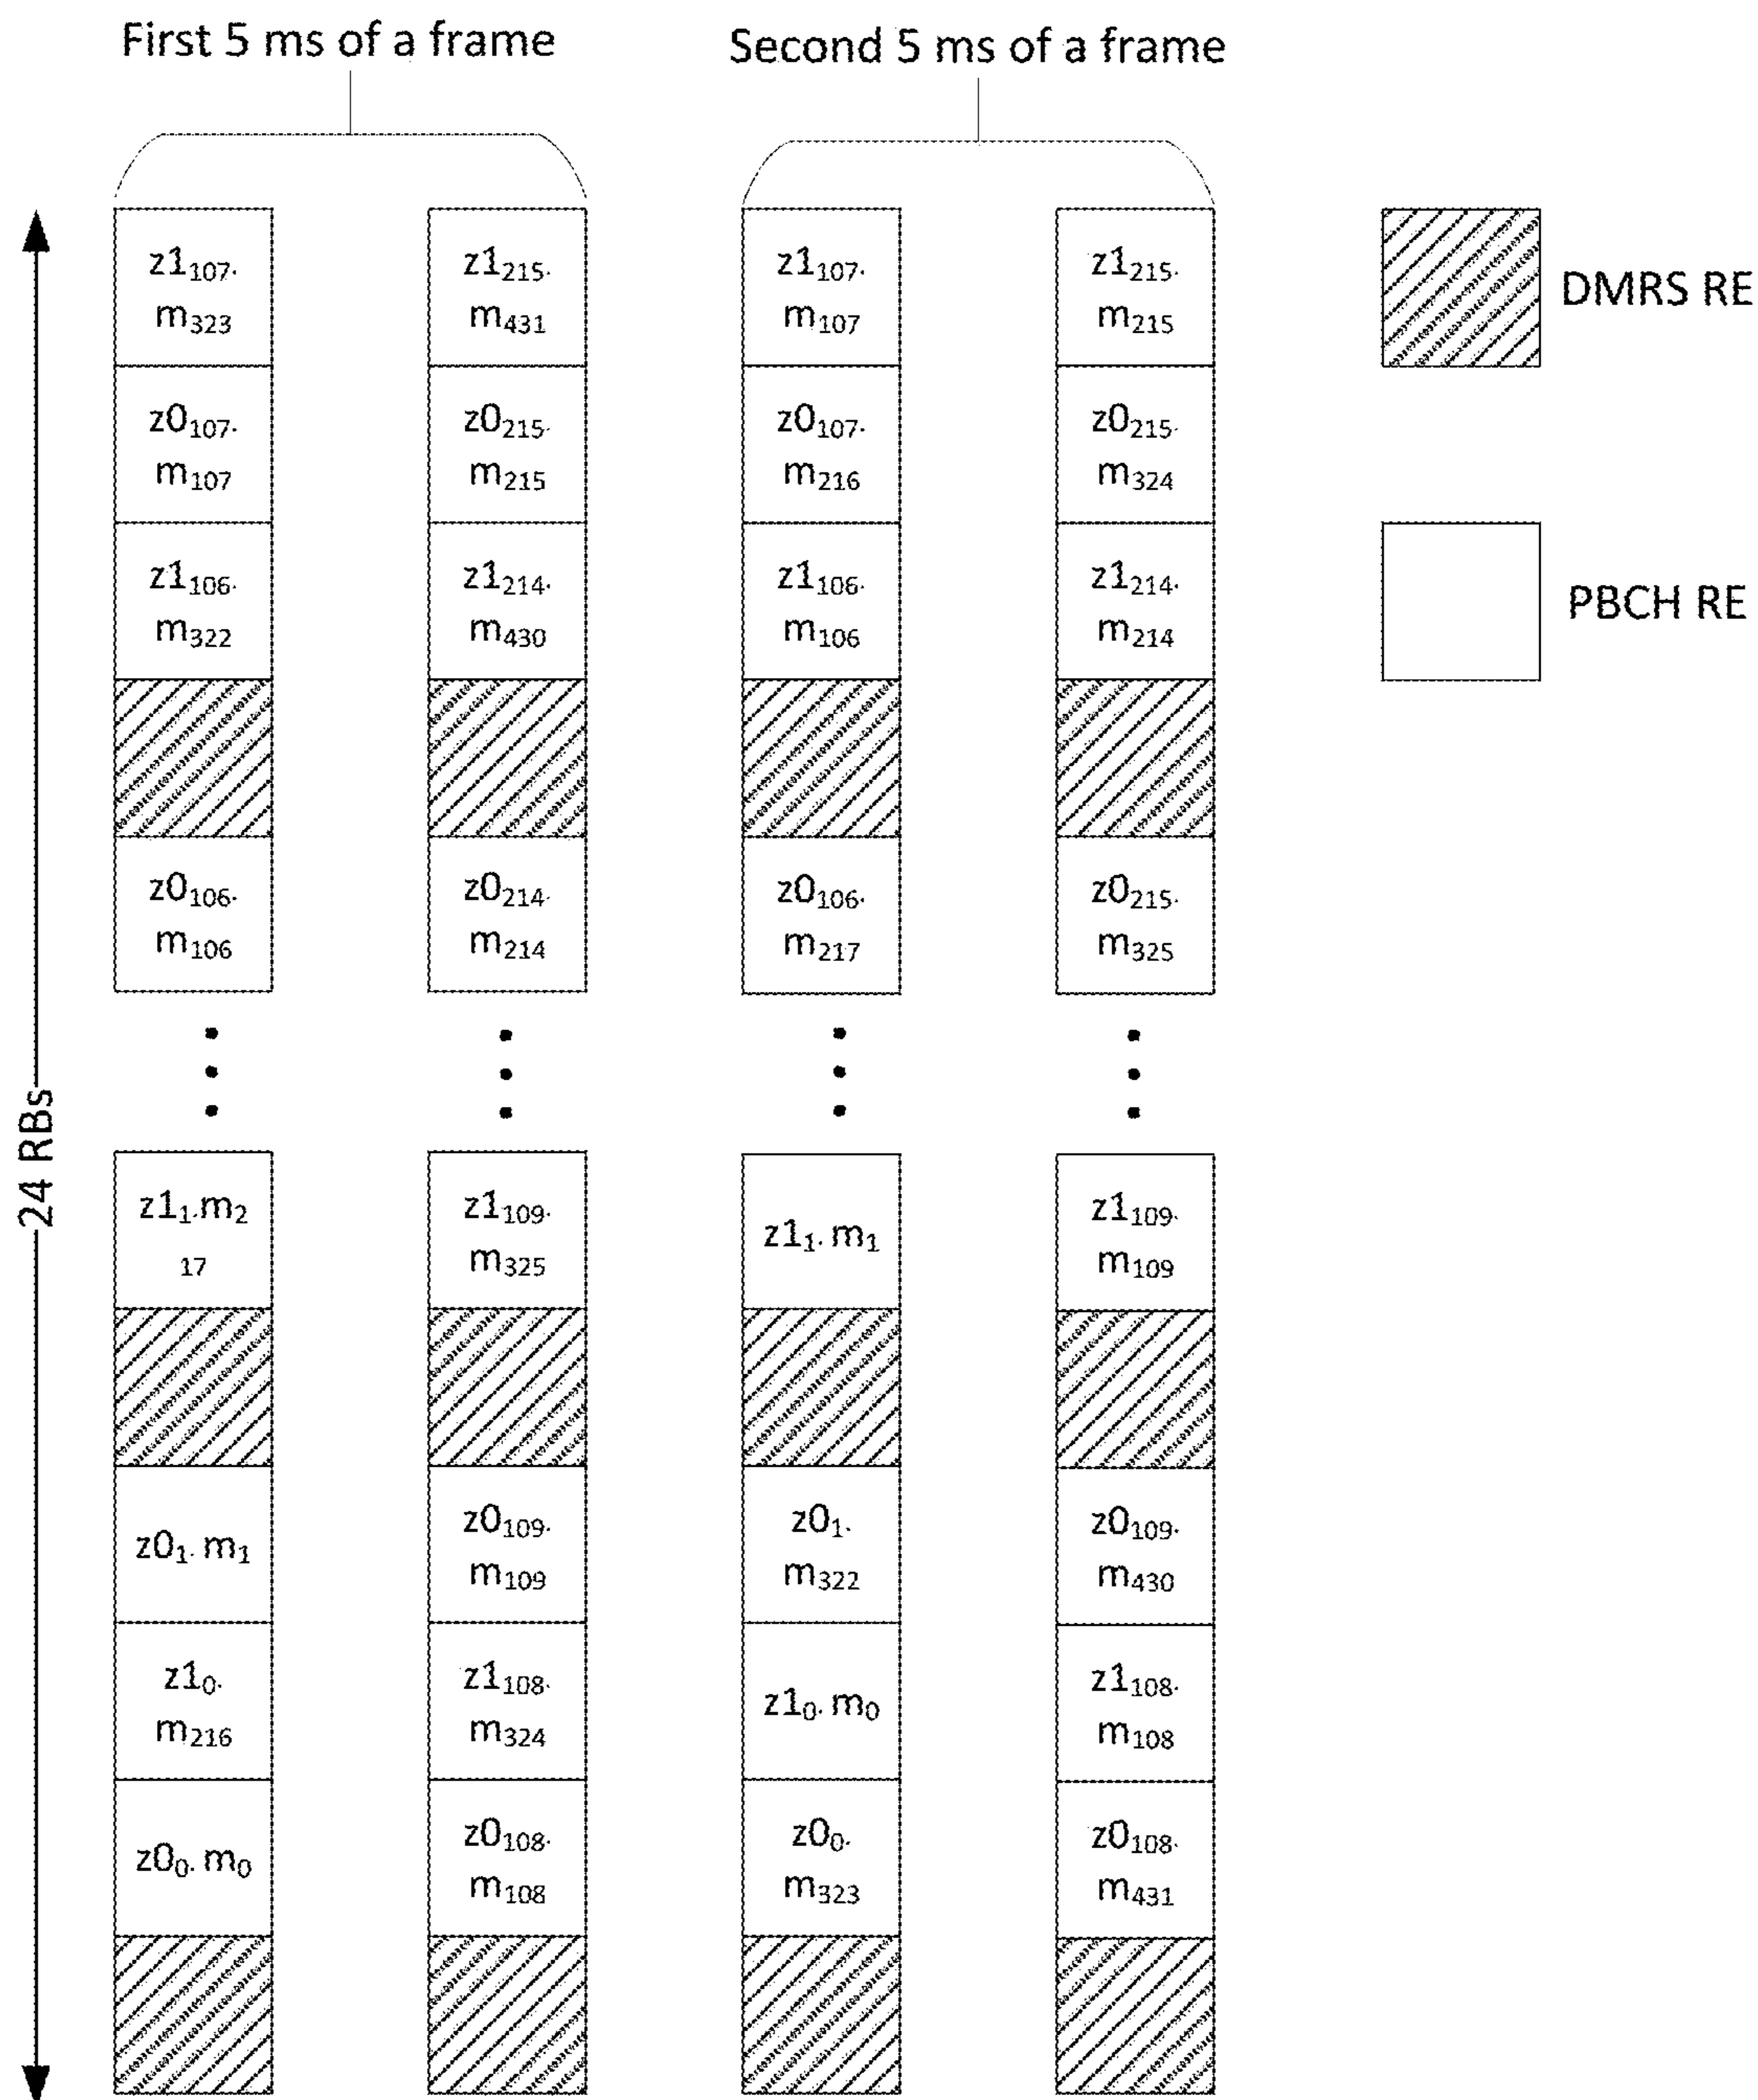 First 5 ms of a frame
Second 5 ms of a frame
24 RBs
z1₁₀₇.
m₃₂₃
z0₁₀₇.
m₁₀₇
z1₁₀₆.
m₃₂₂
z0₁₀₆.
m₁₀₆
z1₁.m₂
₁₇
z0₁. m₁
z1₀.
m₂₁₆
z0₀. m₀
z1₂₁₅.
m₄₃₁
z0₂₁₅.
m₂₁₅
z1₂₁₄.
m₄₃₀
z0₂₁₄.
m₂₁₄
z1₁₀₉.
m₃₂₅
z0₁₀₉.
m₁₀₉
z1₁₀₈.
m₃₂₄
z0₁₀₈.
m₁₀₈
z1₁₀₇.
m₁₀₇
z0₁₀₇.
m₂₁₆
z1₁₀₆.
m₁₀₆
z0₁₀₆.
m₂₁₇
z1₁. m₁
z0₁.
m₃₂₂
z1₀. m₀
z0₀.
m₃₂₃
z1₂₁₅.
m₂₁₅
z0₂₁₅.
m₃₂₄
z1₂₁₄.
m₂₁₄
z0₂₁₅.
m₃₂₅
z1₁₀₉.
m₁₀₉
z0₁₀₉.
m₄₃₀
z1₁₀₈.
m₁₀₈
z0₁₀₈.
m₄₃₁
DMRS RE
PBCH RE